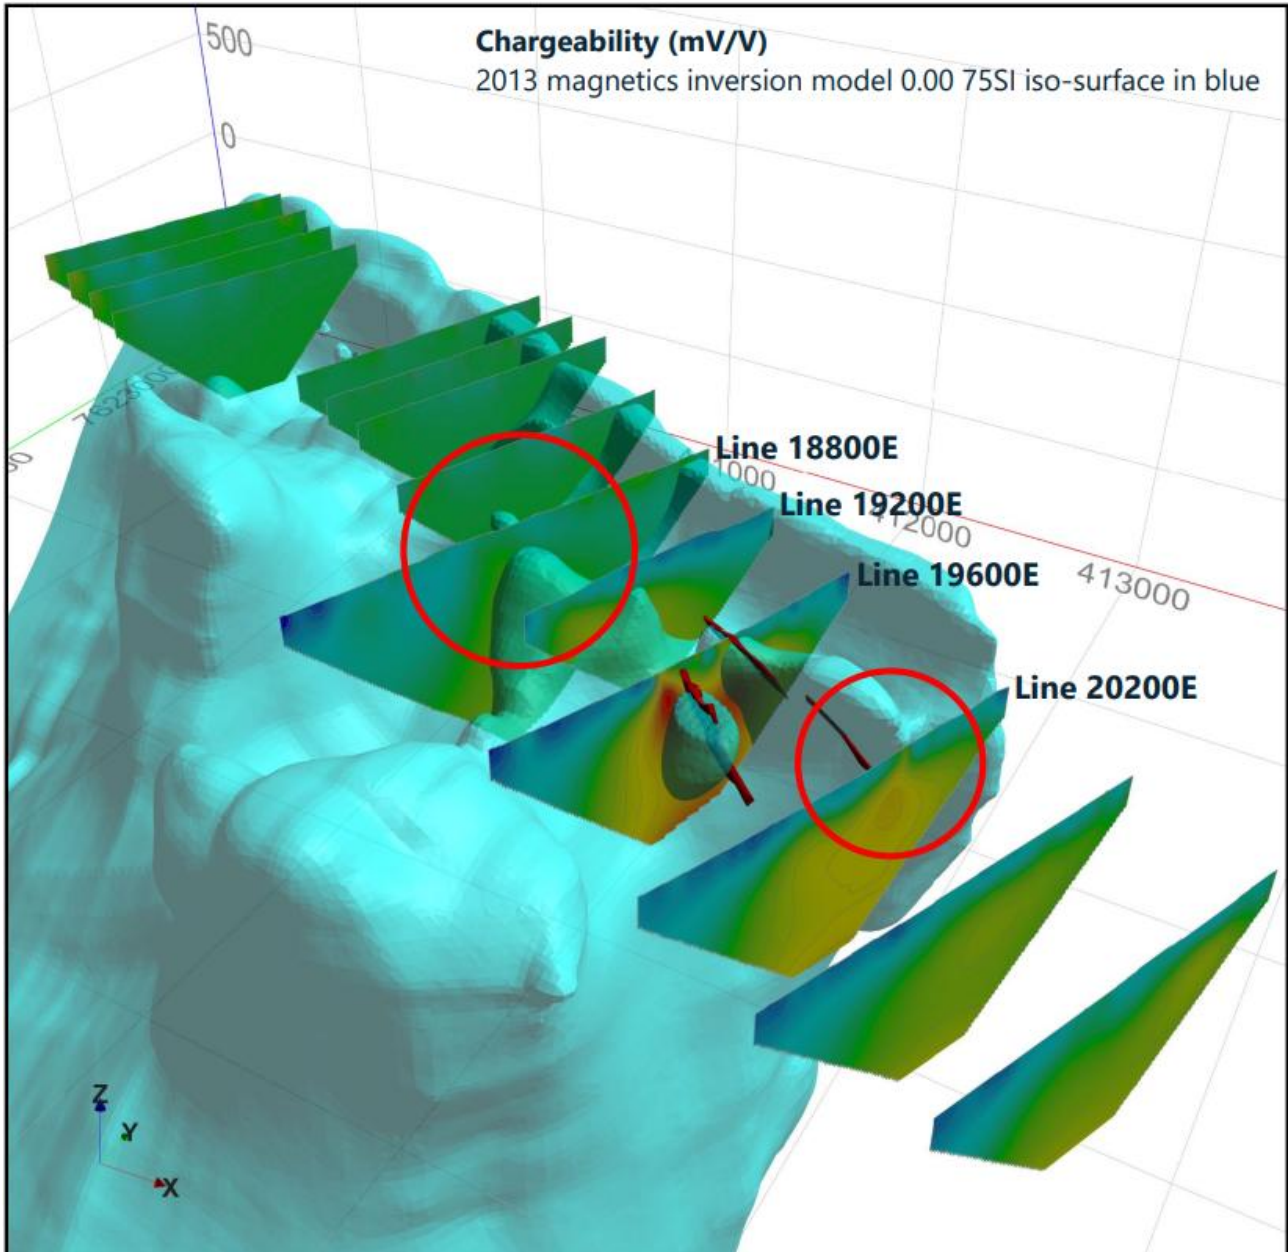 Chargeability (mV/V)
2013 magnetics inversion model 0.00 75SI iso-surface in blue
500
0
Line 18800E
Line 19200E
412000
Line 19600E
413000
Line 20200E
Z
Y
X